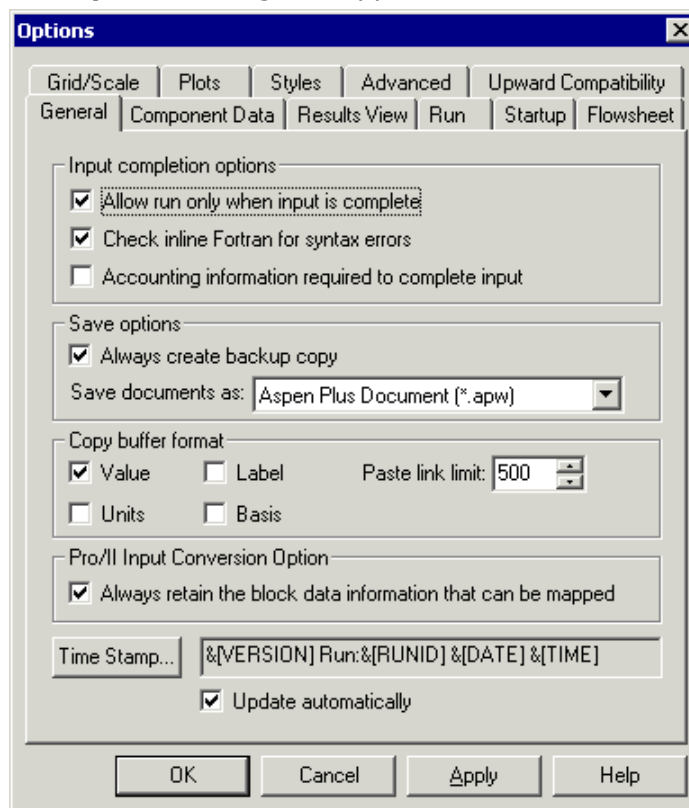 Options
Grid/Scale Plots Styles Advanced Upward Compatibility
General Component Data Results View Run Startup Flowsheet
Input completion options
Allow run only when input is complete
Check inline Fortran for syntax errors
Accounting information required to complete input
Save options
Always create backup copy
Save documents as: Aspen Plus Document (*.apw)
Copy buffer format
Value Label Paste link limit: 500
Units Basis
Pro/II Input Conversion Option
Always retain the block data information that can be mapped
Time Stamp... &[VERSION] Run:&[RUNID] &[DATE] &[TIME]
Update automatically
OK Cancel Apply Help